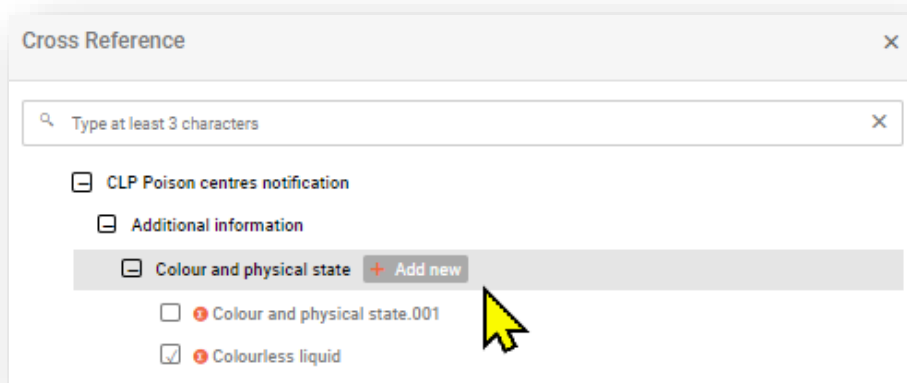 Cross Reference
Type at least 3 characters
CLP Poison centres notification
Additional information
Colour and physical state + Add new
Colour and physical state.001
Colourless liquid